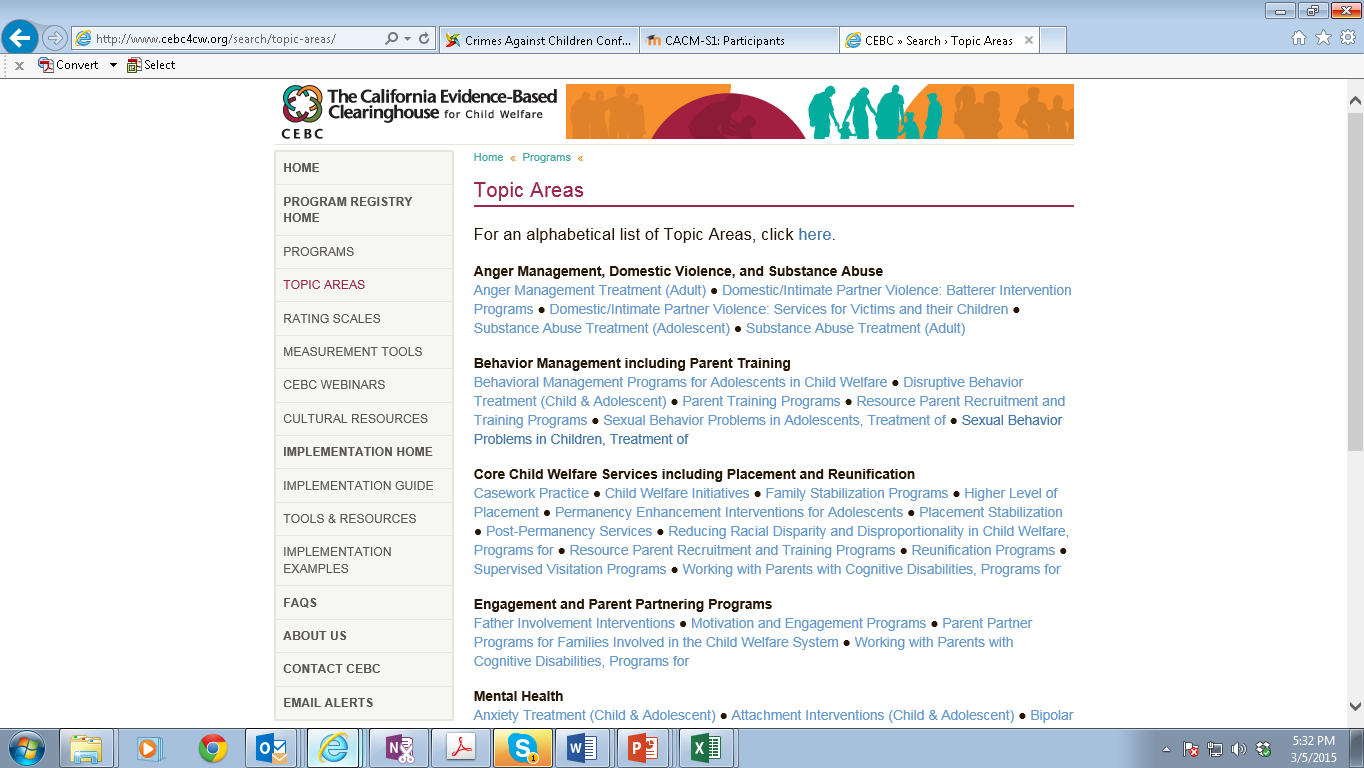 http://www.cebc4cw.org/search/topic-areas/
Crimes Against Children Conf...
CACM-S1: Participants
CEBC » Search › Topic Areas
x Convert Select
The California Evidence-Based
Clearinghouse for Child Welfare
CEBC
HOME
PROGRAM REGISTRY
HOME
PROGRAMS
TOPIC AREAS
RATING SCALES
MEASUREMENT TOOLS
CEBC WEBINARS
CULTURAL RESOURCES
IMPLEMENTATION HOME
IMPLEMENTATION GUIDE
TOOLS & RESOURCES
IMPLEMENTATION
EXAMPLES
FAQS
ABOUT US
CONTACT CEBC
EMAIL ALERTS
Home « Programs «
Topic Areas
For an alphabetical list of Topic Areas, click here.
Anger Management, Domestic Violence, and Substance Abuse
Anger Management Treatment (Adult) ● Domestic/Intimate Partner Violence: Batterer Intervention
Programs ● Domestic/Intimate Partner Violence: Services for Victims and their Children ●
Substance Abuse Treatment (Adolescent) ● Substance Abuse Treatment (Adult)
Behavior Management including Parent Training
Behavioral Management Programs for Adolescents in Child Welfare ● Disruptive Behavior
Treatment (Child & Adolescent) ● Parent Training Programs ● Resource Parent Recruitment and
Training Programs ● Sexual Behavior Problems in Adolescents, Treatment of ● Sexual Behavior
Problems in Children, Treatment of
Core Child Welfare Services including Placement and Reunification
Casework Practice ● Child Welfare Initiatives ● Family Stabilization Programs ● Higher Level of
Placement ● Permanency Enhancement Interventions for Adolescents ● Placement Stabilization
● Post-Permanency Services ● Reducing Racial Disparity and Disproportionality in Child Welfare,
Programs for ● Resource Parent Recruitment and Training Programs ● Reunification Programs ●
Supervised Visitation Programs ● Working with Parents with Cognitive Disabilities, Programs for
Engagement and Parent Partnering Programs
Father Involvement Interventions ● Motivation and Engagement Programs ● Parent Partner
Programs for Families Involved in the Child Welfare System ● Working with Parents with
Cognitive Disabilities, Programs for
Mental Health
Anxiety Treatment (Child & Adolescent) ● Attachment Interventions (Child & Adolescent) ● Bipolar
5:32 PM
3/5/2015